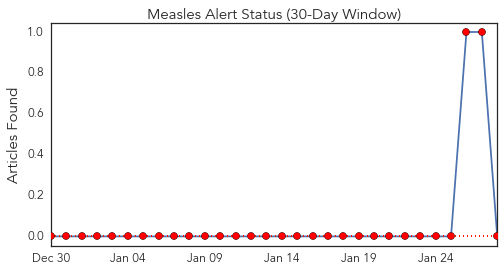 Measles Alert Status (30-Day Window)
Articles Found
1.0
0.8
0.6
0.4
0.2
0.0
Dec 30 Jan 04 Jan 09 Jan 14 Jan 19 Jan 24